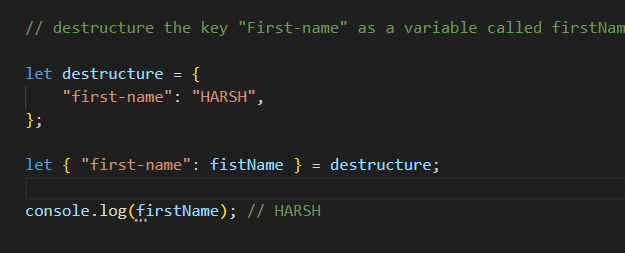 // destructure the key "First-name" as a variable called firstNam
let destructure = {
"first-name": "HARSH",
};
let { "first-name": fistName } = destructure;
console.log(firstName); // HARSH